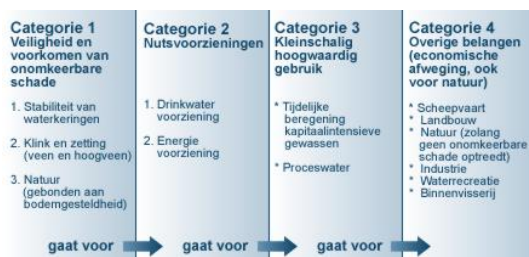 Categorie 1
Veiligheid en
voorkomen van
onomkeerbare
schade
1. Stabiliteit van
waterkeringen
2. Klink en zetting
(veen en hoogveen)
3. Natuur
(gebonden aan
bodemgesteldheid)
gaat voor
Categorie 2
Nutsvoorzieningen
1. Drinkwater
voorziening
2. Energie
voorziening
gaat voor
Categorie 3
Kleinschalig
hoogwaardig
gebruik
* Tijdelijke
beregening
kapitaalintensieve
gewassen
* Proceswater
gaat voor
Categorie 4
Overige belangen
(economische
afweging, ook
voor natuur)
* Scheepvaart
* Landbouw
* Natuur (zolang
geen onomkeerbare
schade optreedt)
* Industrie
* Waterrecreatie
* Binnenvisserij